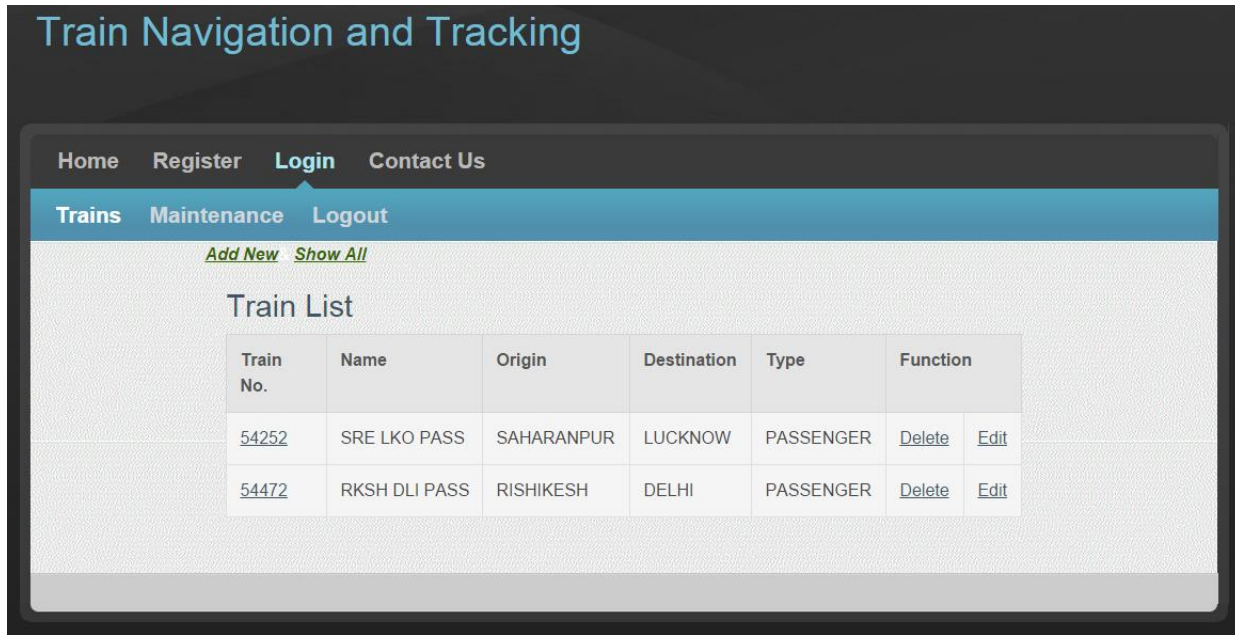 Train Navigation and Tracking
Home Register Login Contact Us
Trains Maintenance Logout
Add New Show All
Train List
Train No. Name Origin Destination Type Function
54252 SRE LKO PASS SAHARANPUR LUCKNOW PASSENGER Delete Edit
54472 RKSH DLI PASS RISHIKESH DELHI PASSENGER Delete Edit